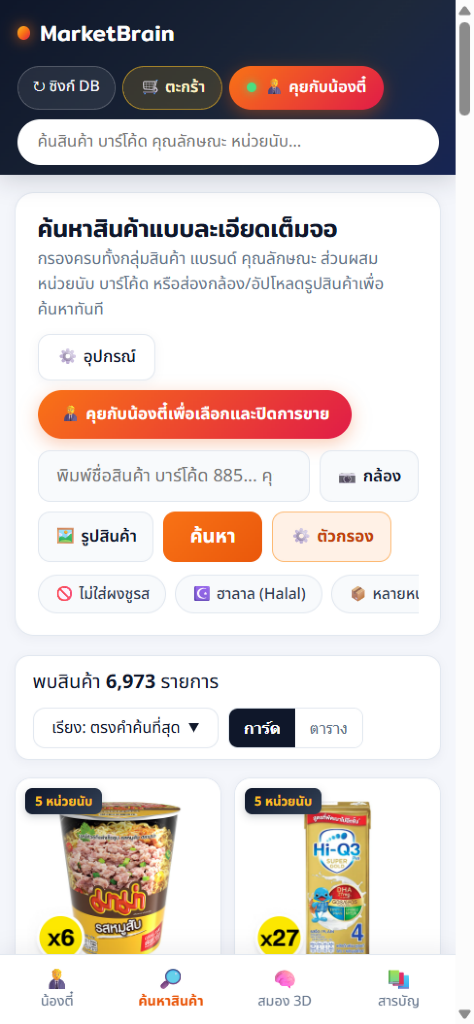 MarketBrain
↻ ซิงก์ DB
🛒 ตะกร้า
คุยกับน้องตี๋
ค้นสินค้า บาร์โค้ด คุณลักษณะ หน่วยนับ...
ค้นหาสินค้าแบบละเอียดเต็มจอ
กรองครบทั้งกลุ่มสินค้า แบรนด์ คุณลักษณะ ส่วนผสม
หน่วยนับ บาร์โค้ด หรือส่องกล้อง/อัปโหลดรูปสินค้าเพื่อ
ค้นหาทันที
⚙️ อุปกรณ์
คุยกับน้องตี๋เพื่อเลือกและปิดการขาย
พิมพ์ชื่อสินค้า บาร์โค้ด 885... คุ
📷 กล้อง
🖼️ รูปสินค้า
ค้นหา
⚙️ ตัวกรอง
🚫 ไม่ใส่ผงชูรส
☪️ ฮาลาล (Halal)
📦 หลายหน
พบสินค้า 6,973 รายการ
เรียง: ตรงคำค้นที่สุด ▼
การ์ด
ตาราง
5 หน่วยนับ
มาม่า
รสหมูสับ
x6
5 หน่วยนับ
Hi-Q3
SUPER
GOLD
DHA
4
x27
น้องตี๋
ค้นหาสินค้า
สมอง 3D
สารบัญ